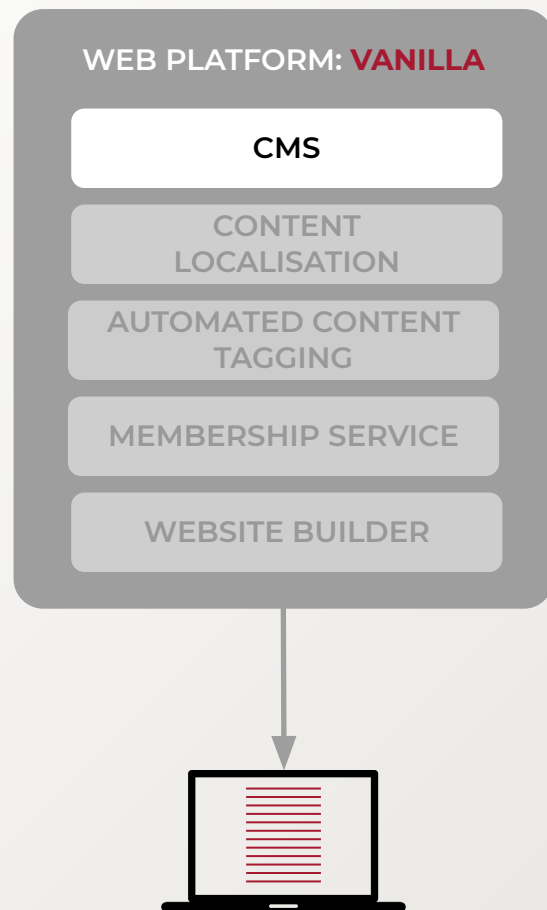 WEB PLATFORM: VANILLA
CMS
CONTENT
LOCALISATION
AUTOMATED CONTENT
TAGGING
MEMBERSHIP SERVICE
WEBSITE BUILDER